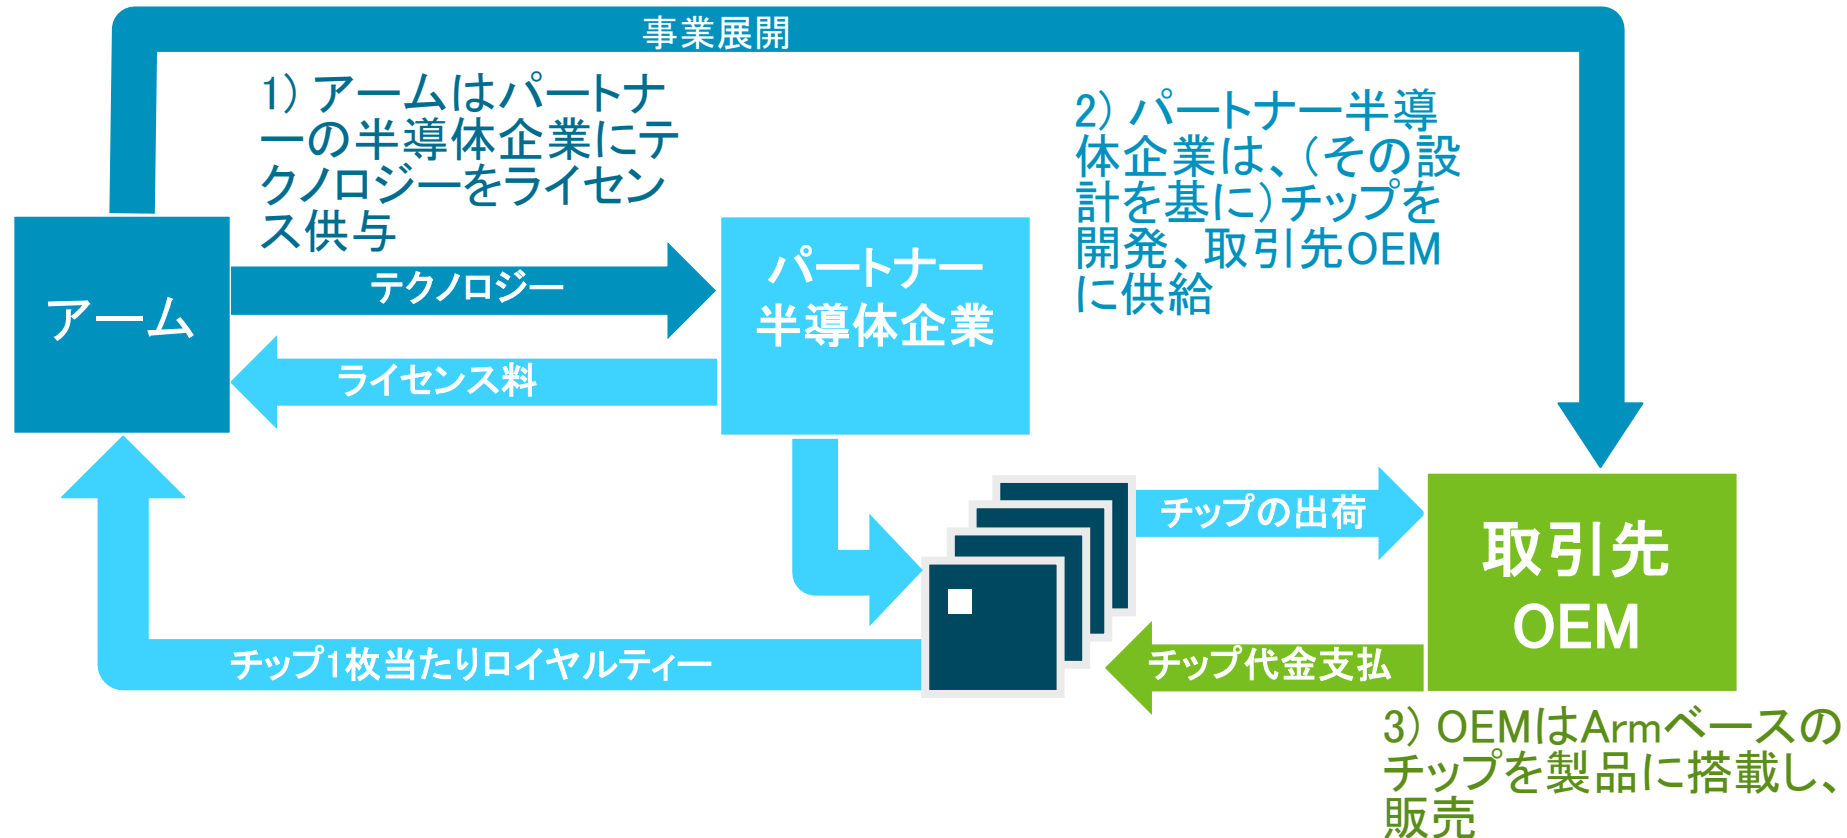 事業展開
1) アームはパートナ
ーの半導体企業にテ
クノロジーをライセン
ス供与
2) パートナー半導
体企業は、（その設
計を基に）チップを
開発、取引先OEM
に供給
アーム
テクノロジー
パートナー
半導体企業
ライセンス料
チップの出荷
取引先
OEM
チップ1枚当たりロイヤルティー
チップ代金支払
3) OEMはArmベースの
チップを製品に搭載し、
販売